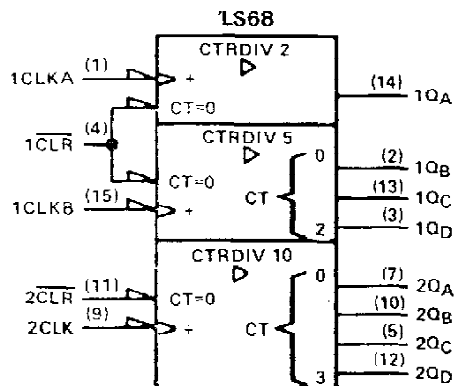 'LS68
CTRDIV 2
▷
1CLKA (1) + (14) 1QA
CT=0
1C̅L̅R̅ (4)
CTRDIV 5
▷
0
CT=0 (2) 1QB
CT (13) 1QC
1CLKB (15) + 2 (3) 1QD
CTRDIV 10
▷
0
2C̅L̅R̅ (11) CT=0 (7) 2QA
2CLK (9) + CT (10) 2QB
(5) 2QC
3 (12) 2QD